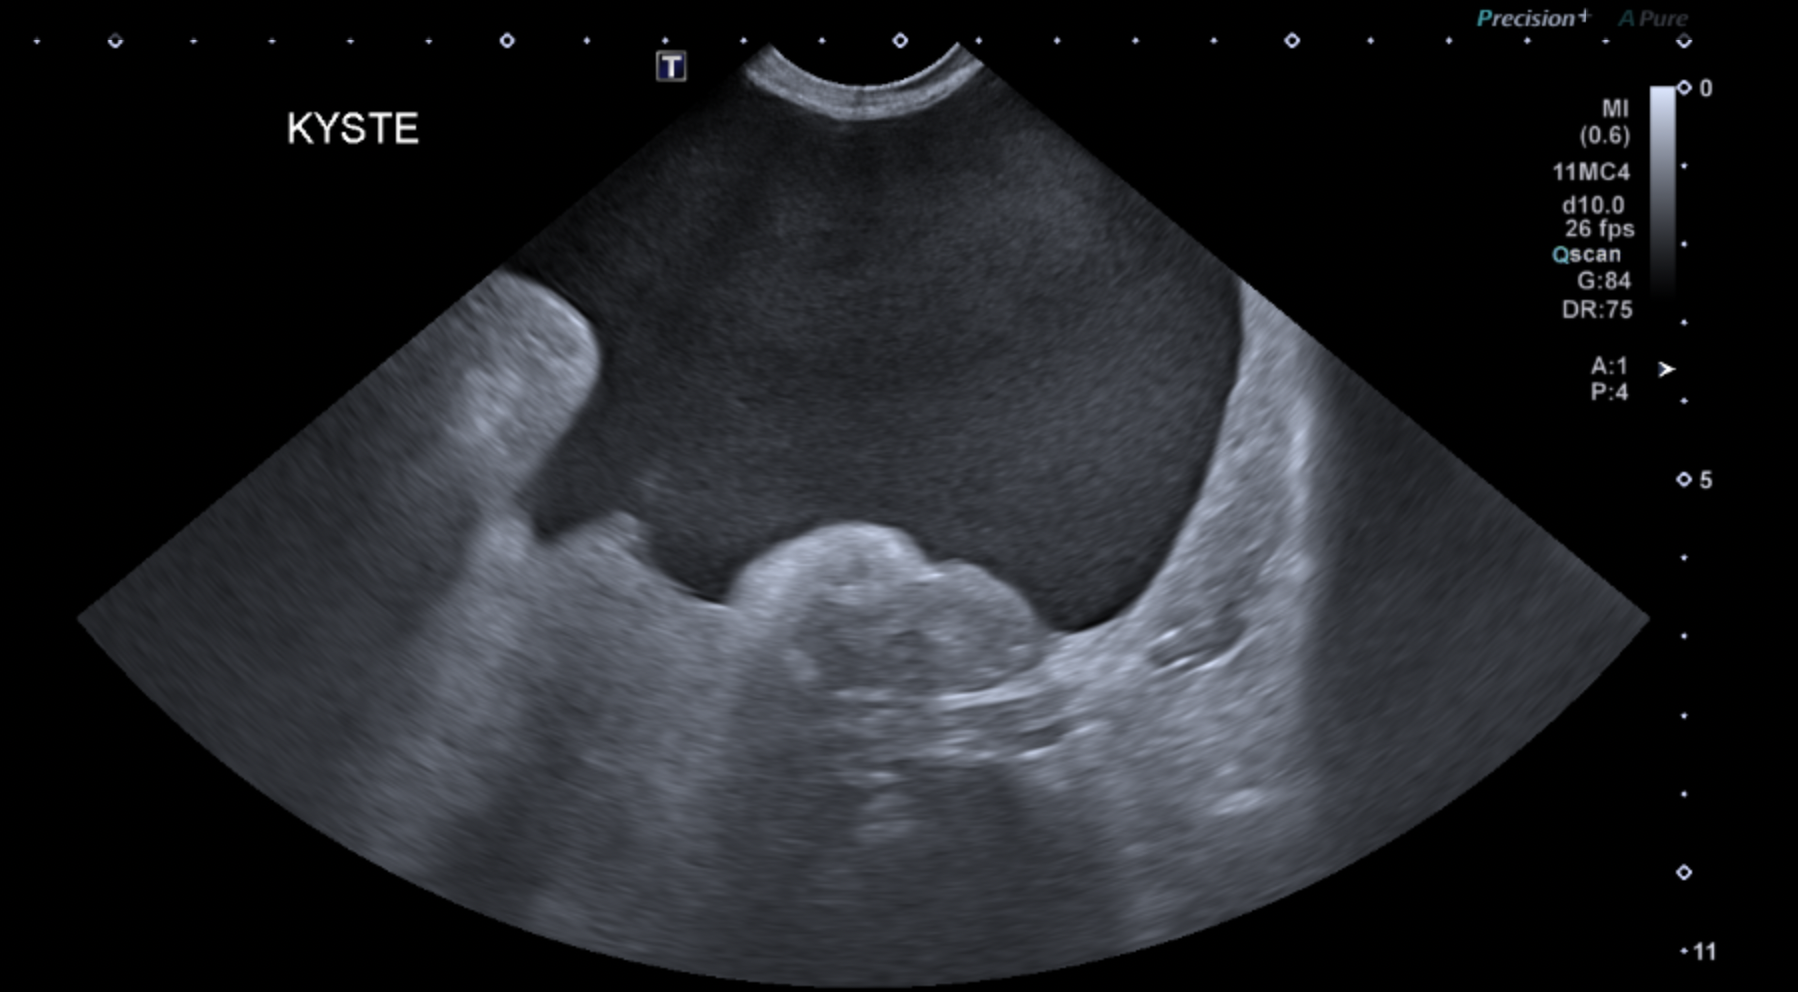 Precision+ A Pure
T
KYSTE
0
MI
(0.6)
11MC4
d10.0
26 fps
Qscan
G:84
DR:75
A:1
P:4
5
11